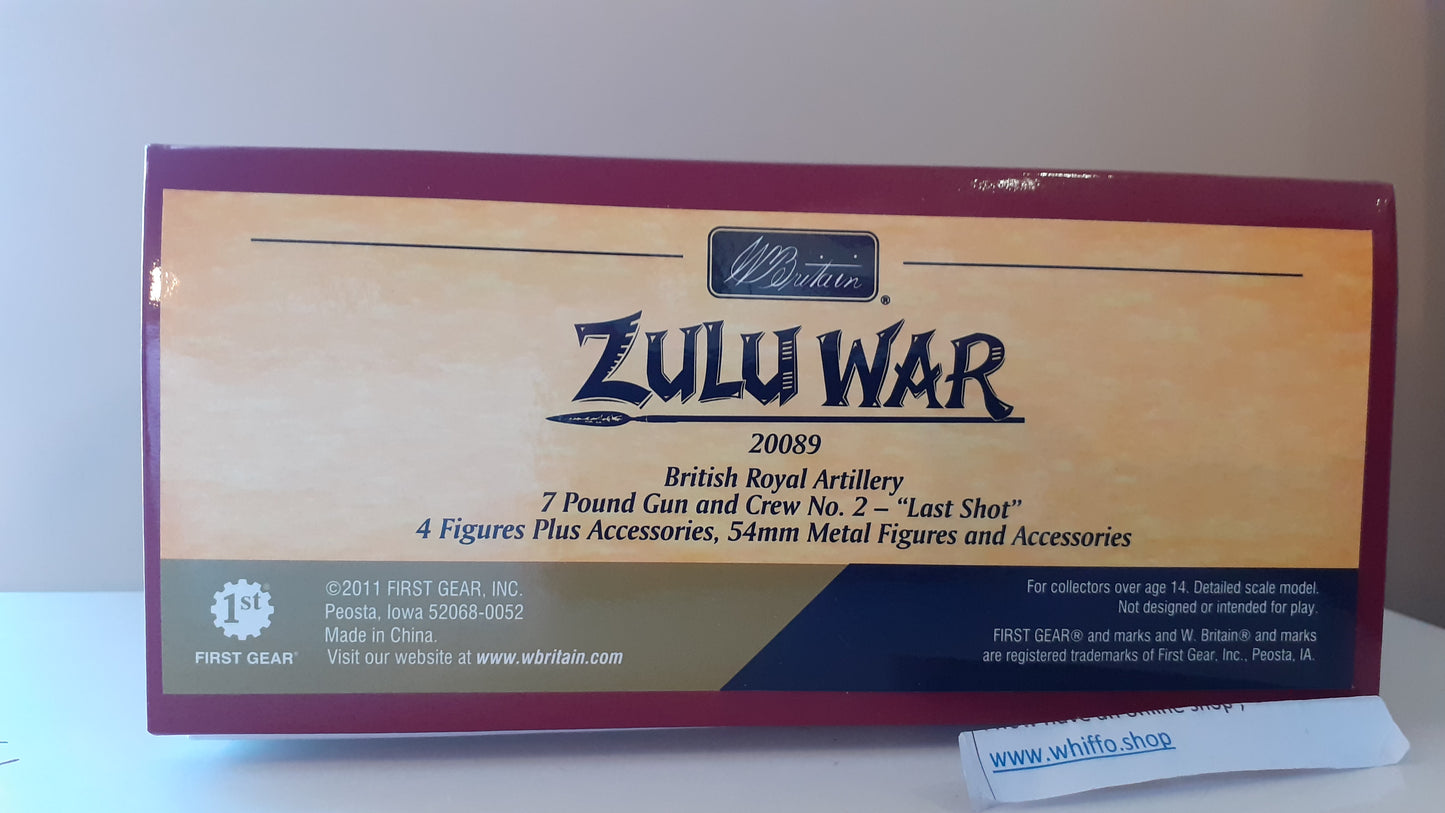 W Britain
®
ZULU WAR
20089
British Royal Artillery
7 Pound Gun and Crew No. 2 – “Last Shot”
4 Figures Plus Accessories, 54mm Metal Figures and Accessories
1st
®
FIRST GEAR®
©2011 FIRST GEAR, INC.
Peosta, Iowa 52068-0052
Made in China.
Visit our website at www.wbritain.com
For collectors over age 14. Detailed scale model.
Not designed or intended for play.
FIRST GEAR® and marks and W. Britain® and marks
are registered trademarks of First Gear, Inc., Peosta, IA.
have an online shop,
www.whiffo.shop